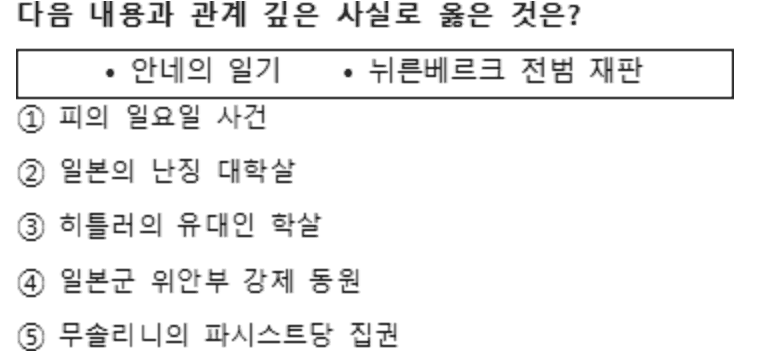 다음 내용과 관계 깊은 사실로 옳은 것은?
• 안네의 일기 • 뉘른베르크 전범 재판
① 피의 일요일 사건
② 일본의 난징 대학살
③ 히틀러의 유대인 학살
④ 일본군 위안부 강제 동원
⑤ 무솔리니의 파시스트당 집권